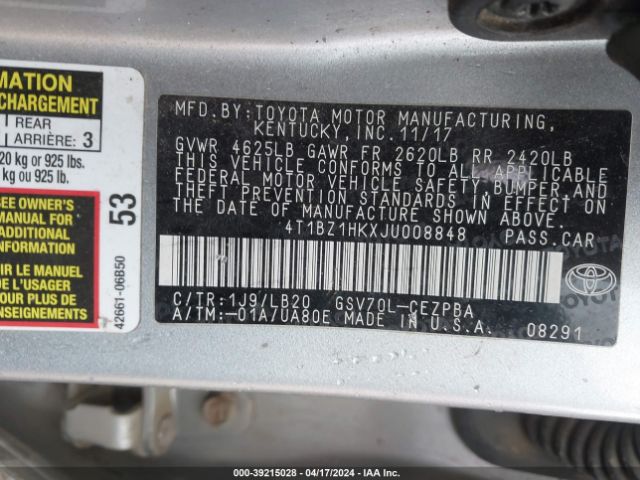 MATION
CHARGEMENT
REAR
ARRIÈRE: 3
20 kg or 925 lbs.
kg ou 925 lb.
SEE OWNER'S
MANUAL FOR
ADDITIONAL
INFORMATION
OIR LE MANUEL
DE L'USAGER
POUR PLUS DE
SEIGNEMENTS
53
42661-06B50
MFD.BY:TOYOTA MOTOR MANUFACTURING,
KENTUCKY,INC.11/17
GVWR 4625LB GAWR FR 2620LB RR 2420LB
THIS VEHICLE CONFORMS TO ALL APPLICABLE
FEDERAL MOTOR VEHICLE SAFETY,BUMPER AND
THEFT PREVENTION STANDARDS IN EFFECT ON
THE DATE OF MANUFACTURE SHOWN ABOVE.
4T1BZ1HKXJU008848 PASS.CAR
C/TR:1J9/LB20 GSV70L-CEZPBA
A/TM:-01A/UA80E MADE IN U.S.A. 08291
TOYOTA
000-39215028 - 04/17/2024 - IAA Inc.